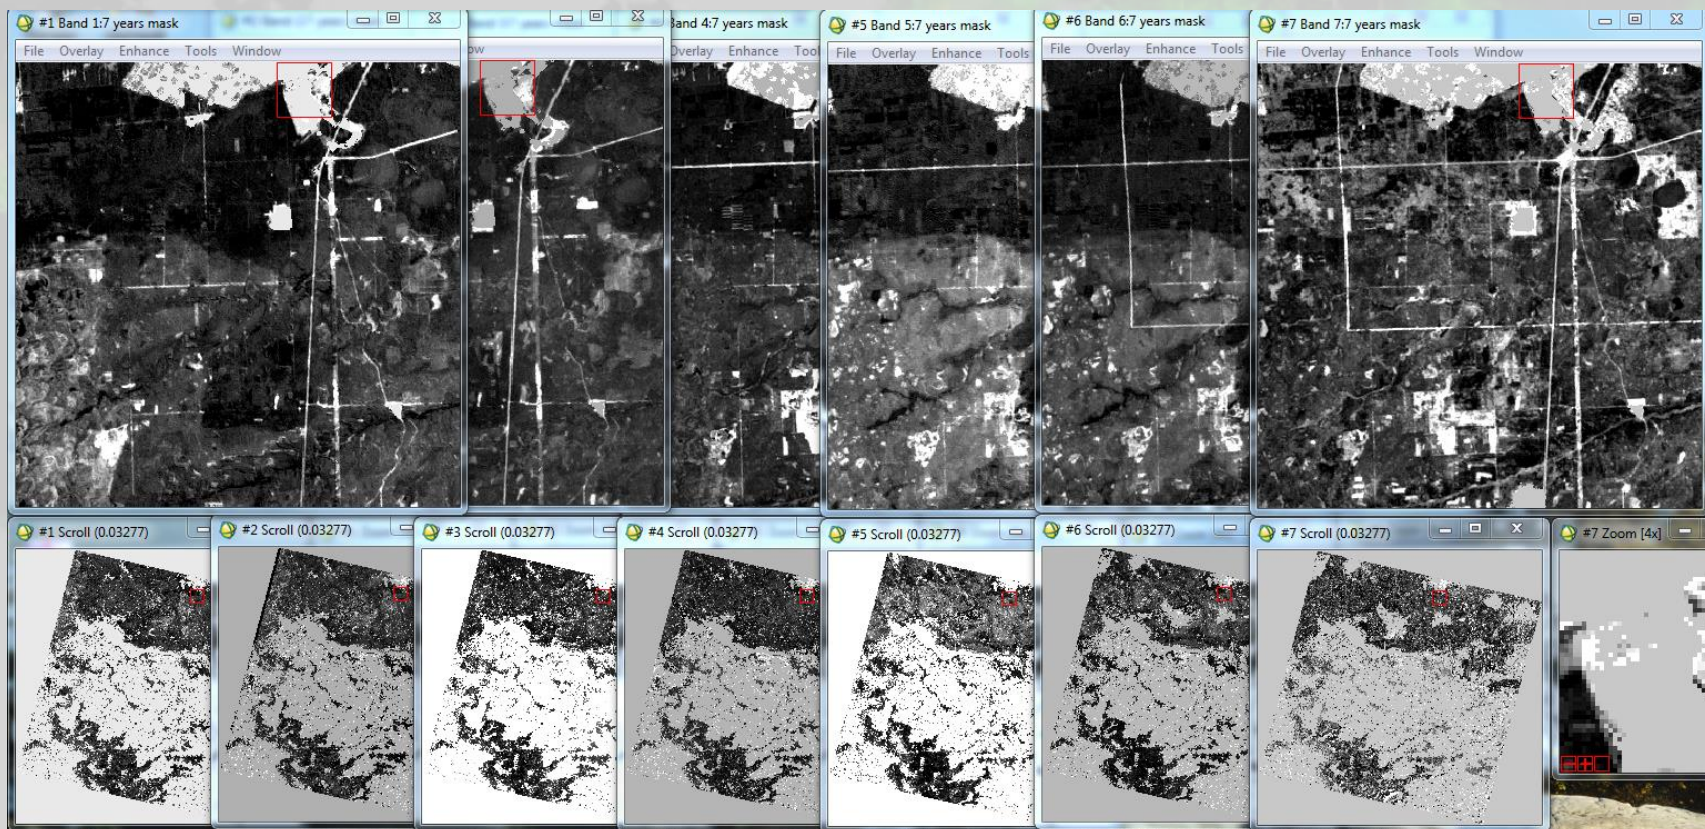 #1 Band 1:7 years mask
File Overlay Enhance Tools Window
Band 4:7 years mask
Overlay Enhance
#5 Band 5:7 years mask
File Overlay Enhance Tools
#6 Band 6:7 years mask
File Overlay Enhance Tools
#7 Band 7:7 years mask
File Overlay Enhance Tools Window
#1 Scroll (0.03277)
#2 Scroll (0.03277)
#3 Scroll (0.03277)
#4 Scroll (0.03277)
#5 Scroll (0.03277)
#6 Scroll (0.03277)
#7 Scroll (0.03277)
#7 Zoom [4x]